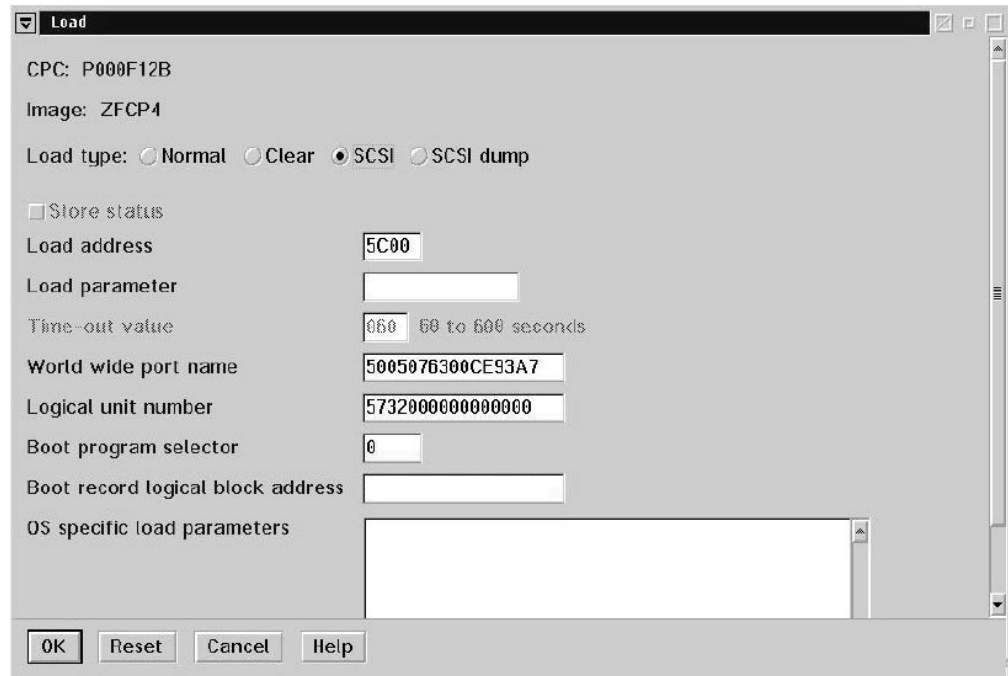 Load
CPC: P000F12B
Image: ZFCP4
Load type: Normal Clear SCSI SCSI dump
Store status
Load address 5C00
Load parameter
Time-out value 060 60 to 600 seconds
World wide port name 5005076300CE93A7
Logical unit number 5732000000000000
Boot program selector 0
Boot record logical block address
OS specific load parameters
OK Reset Cancel Help